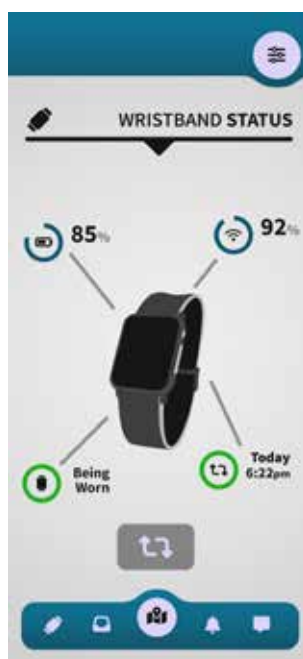 WRISTBAND STATUS
85%
92%
Being
Worn
Today
6:22pm